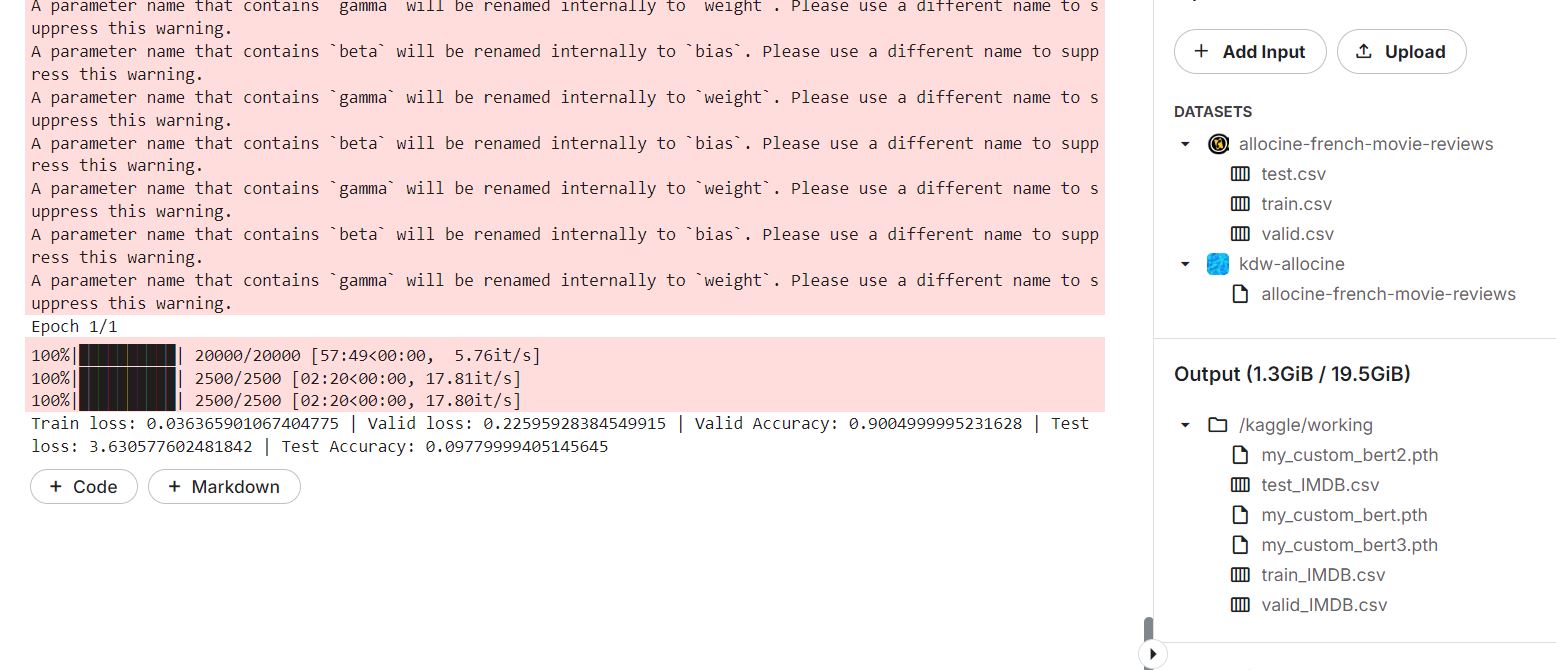 A parameter name that contains `gamma` will be renamed internally to `weight`. Please use a different name to s
uppress this warning.
A parameter name that contains `beta` will be renamed internally to `bias`. Please use a different name to supp
ress this warning.
A parameter name that contains `gamma` will be renamed internally to `weight`. Please use a different name to s
uppress this warning.
A parameter name that contains `beta` will be renamed internally to `bias`. Please use a different name to supp
ress this warning.
A parameter name that contains `gamma` will be renamed internally to `weight`. Please use a different name to s
uppress this warning.
A parameter name that contains `beta` will be renamed internally to `bias`. Please use a different name to supp
ress this warning.
A parameter name that contains `gamma` will be renamed internally to `weight`. Please use a different name to s
uppress this warning.
Epoch 1/1
100%|██████████| 20000/20000 [57:49<00:00,  5.76it/s]
100%|██████████| 2500/2500 [02:20<00:00, 17.81it/s]
100%|██████████| 2500/2500 [02:20<00:00, 17.80it/s]
Train loss: 0.036365901067404775 | Valid loss: 0.22595928384549915 | Valid Accuracy: 0.9004999995231628 | Test
loss: 3.630577602481842 | Test Accuracy: 0.09779999405145645
+ Code
+ Markdown
+ Add Input
Upload
DATASETS
allocine-french-movie-reviews
test.csv
train.csv
valid.csv
kdw-allocine
allocine-french-movie-reviews
Output (1.3GiB / 19.5GiB)
/kaggle/working
my_custom_bert2.pth
test_IMDB.csv
my_custom_bert.pth
my_custom_bert3.pth
train_IMDB.csv
valid_IMDB.csv